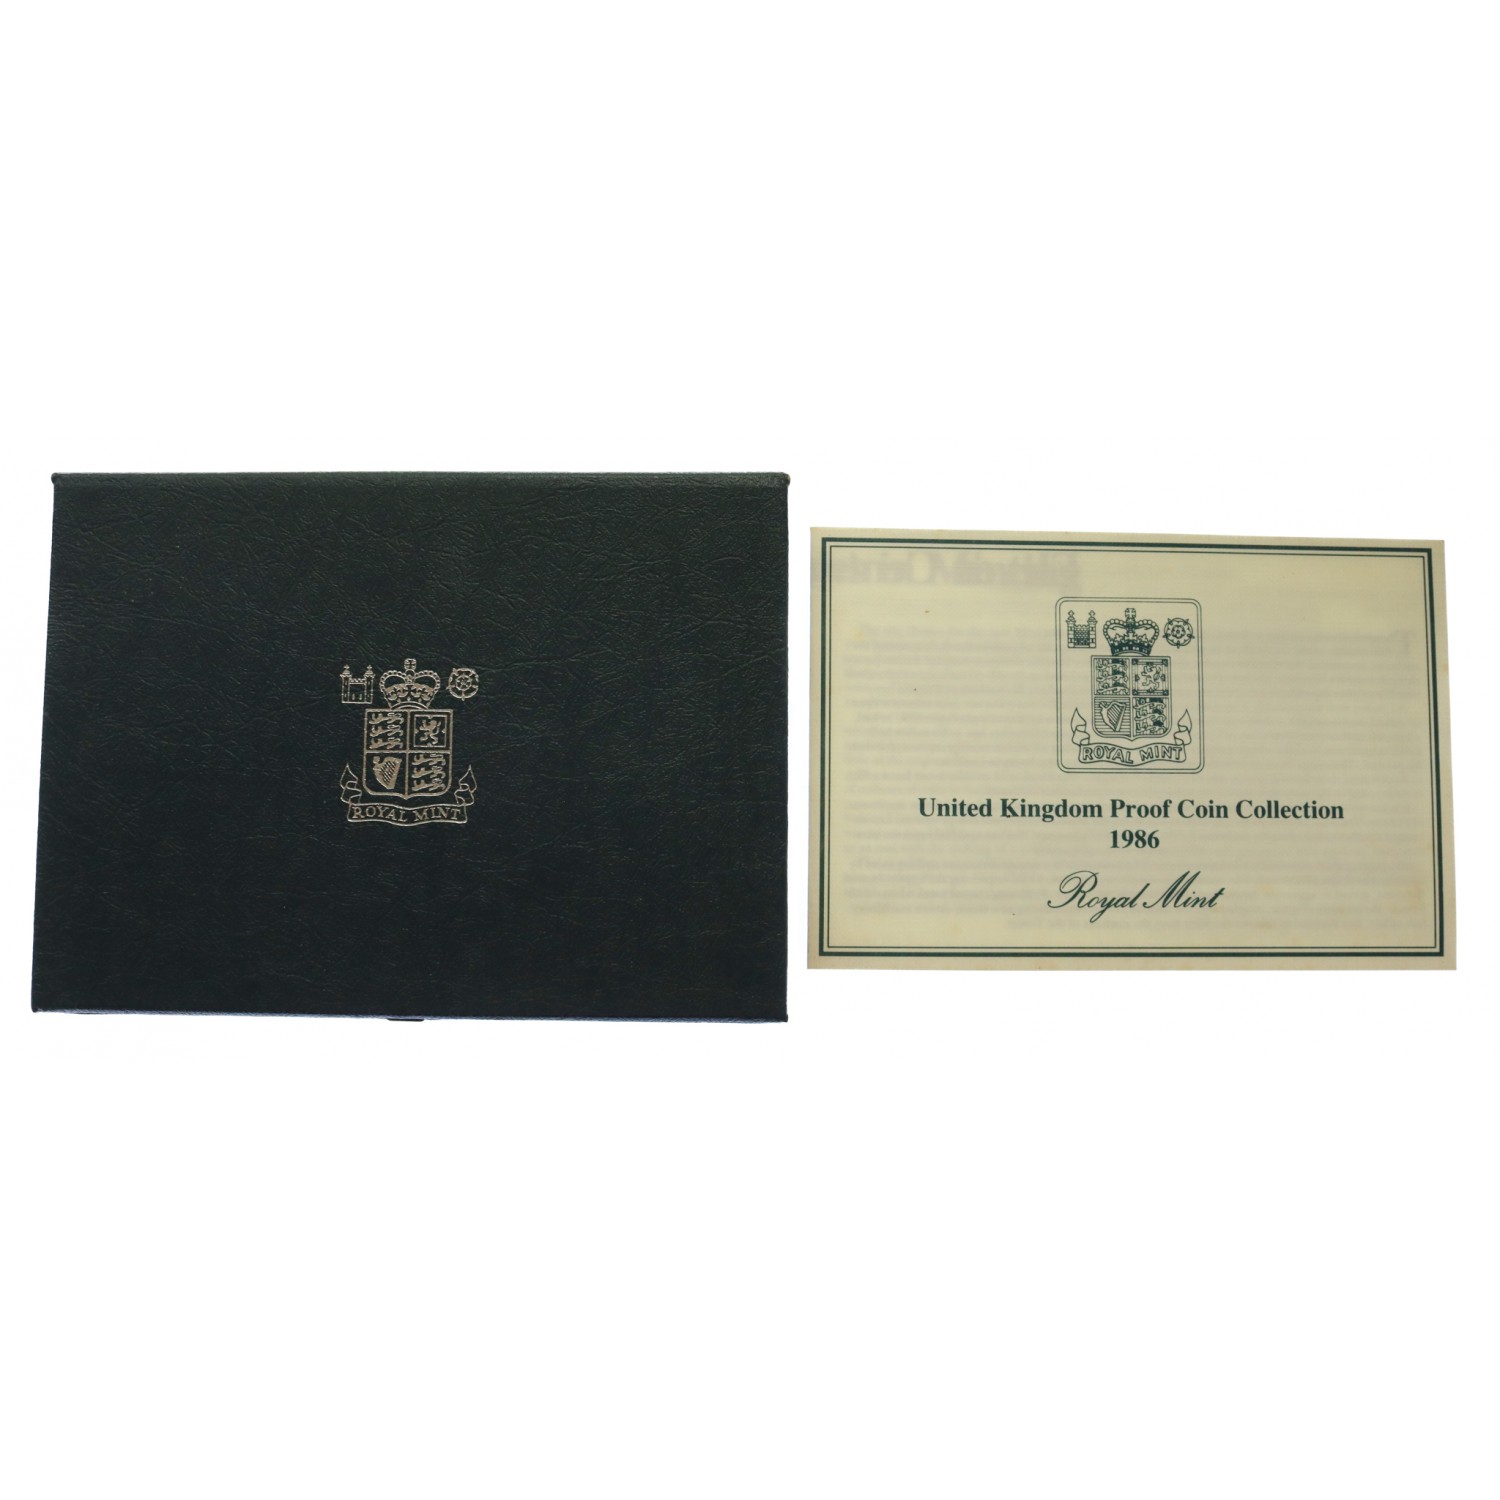 ROYAL MINT
ROYAL MINT
United Kingdom Proof Coin Collection
1986
Royal Mint